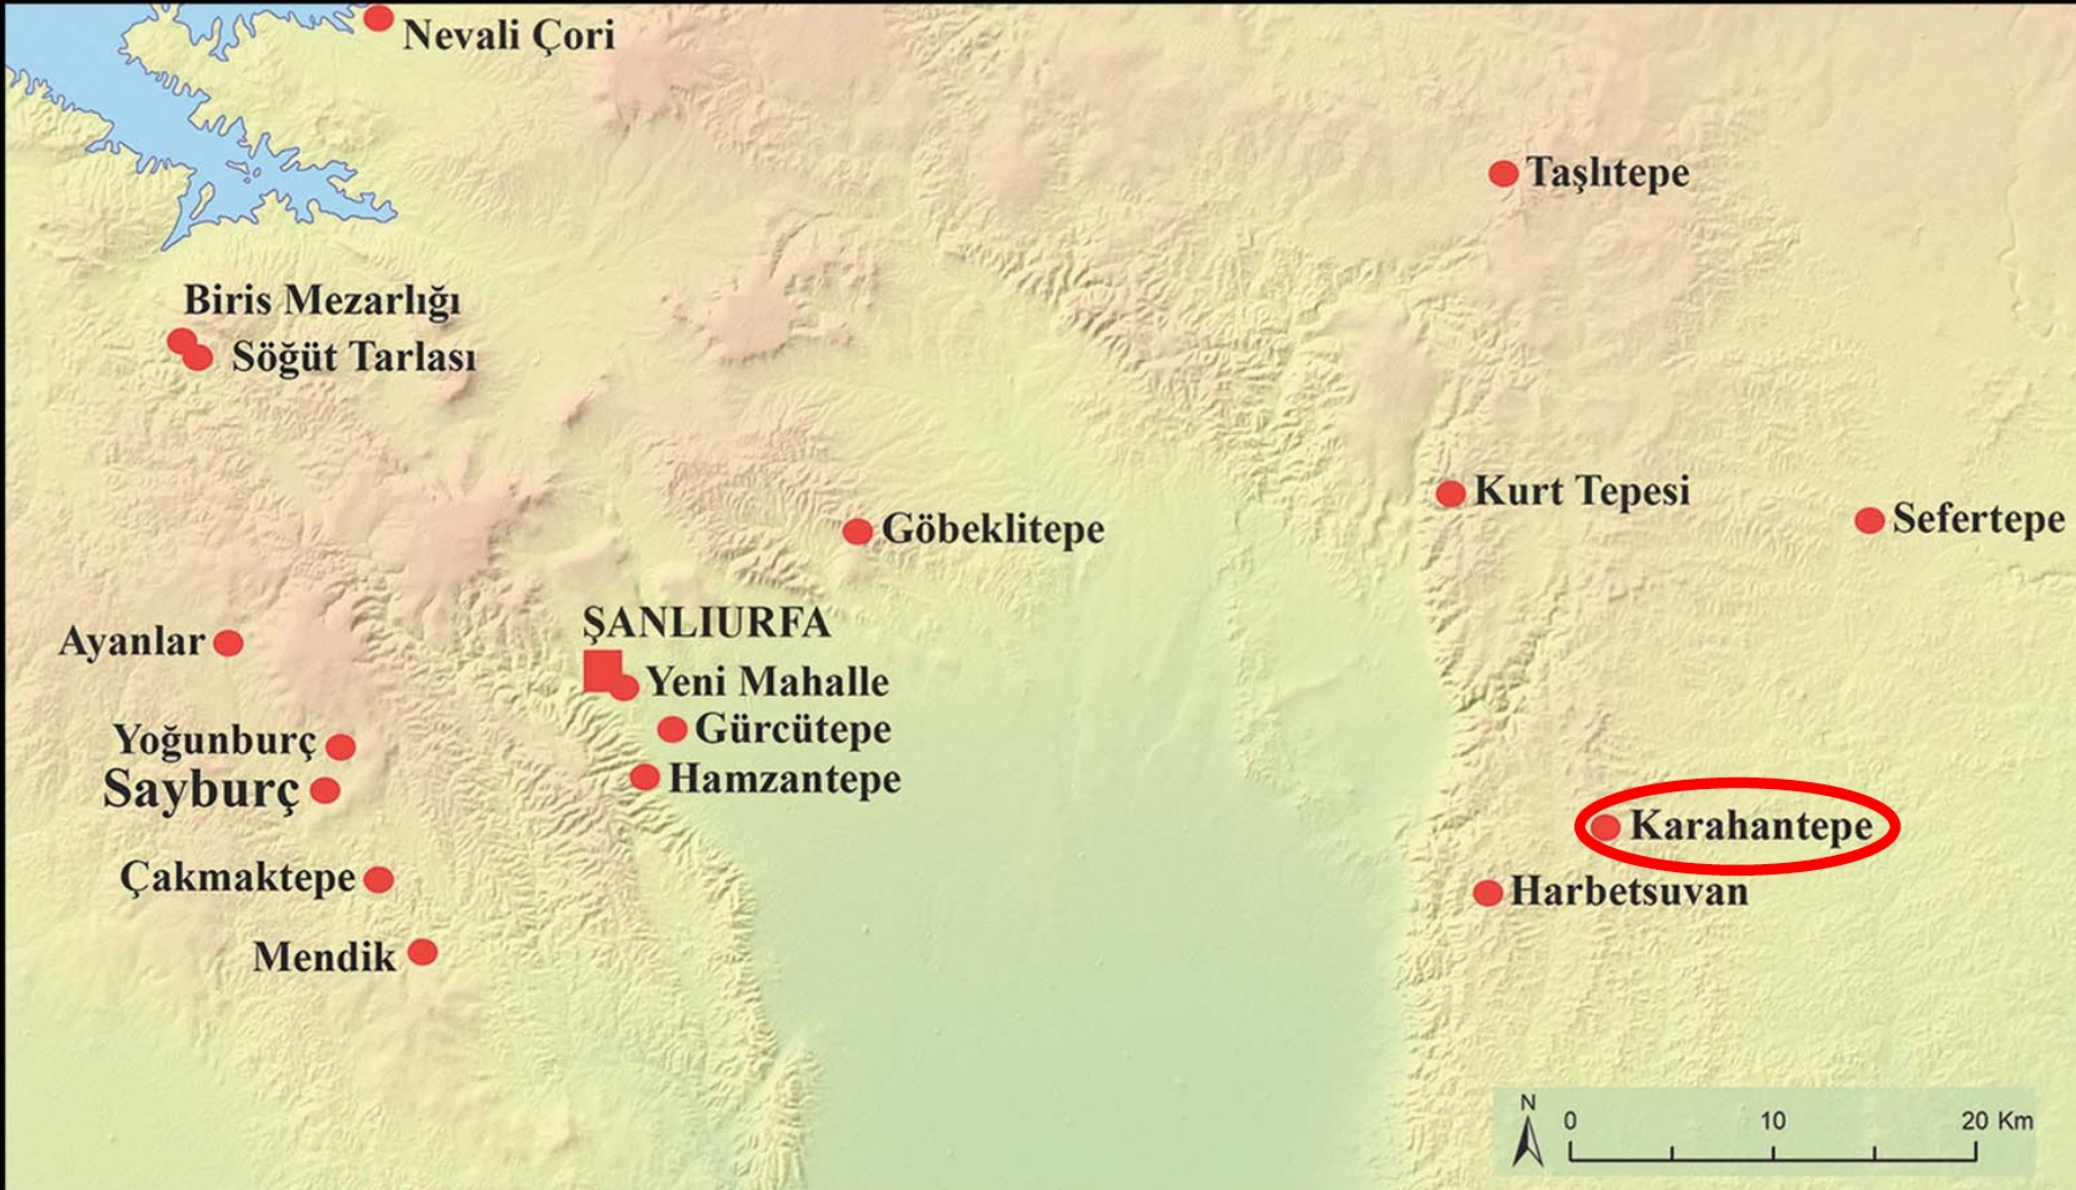 Nevali Çori
Taşlıtepe
Biris Mezarlığı
Söğüt Tarlası
Kurt Tepesi
Sefertepe
Göbeklitepe
ŞANLIURFA
Ayanlar
Yeni Mahalle
Gürcütepe
Yoğunburç
Hamzantepe
Sayburç
Karahantepe
Çakmaktepe
Harbetsuvan
Mendik
N
0 10 20 Km